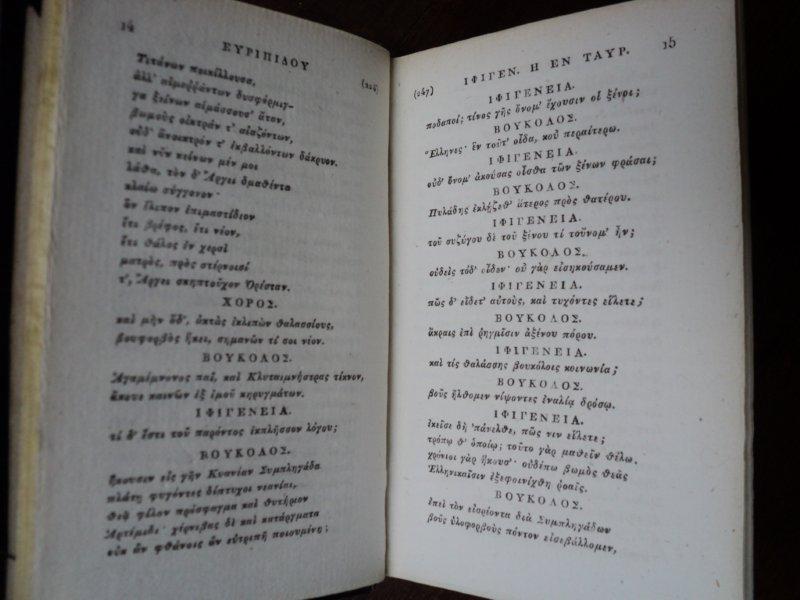 14
ΕΥΡΙΠΙΔΟΥ
Τιτάνων ποικίλλουσ,
ἀλλ' αἱμοῤῥάντων δυσφόρμιγ- (224)
γα ξείνων αἱμάσσουσ' ἄταν,
βωμοὺς οἰκτράν τ' αἰαζόντων,
οὐδ' ἄνοικτρόν τ' ἐκβαλλόντων δάκρυον.
καὶ νῦν κείνων μέν μοι
λάθα, τὸν δ' Ἄργει δμαθέντα
κλαίω σύγγονον·
ὃν ἔλιπον ἐπιμαστίδιον
ἔτι βρέφος, ἔτι νέον,
ἔτι θάλος ἐν χερσὶ
ματρὸς, πρὸς στέρνοισί
τ', Ἄργει σκηπτοῦχον Ὀρέσταν.
ΧΟΡΟΣ.
καὶ μὴν ὅδ', ἀκτὰς ἐκλιπὼν θαλασσίους,
βουφορβὸς ἥκει, σημανῶν τί σοι νέον.
ΒΟΥΚΟΛΟΣ.
Ἀγαμέμνονος παῖ, καὶ Κλυταιμνήστρας τέκνον,
ἄκουε καινῶν ἐξ ἐμοῦ κηρυγμάτων.
ΙΦΙΓΕΝΕΙΑ.
τί δ' ἔστι τοῦ παρόντος ἐκπλῆσσον λόγου;
ΒΟΥΚΟΛΟΣ.
ἥκουσιν εἰς γῆν Κυανέαν Συμπληγάδα
πλάτῃ φυγόντες δίπτυχοι νεανίαι,
θεᾷ φίλον πρόσφαγμα καὶ θυτήριον
Ἀρτέμιδι· χέρνιβας δὲ καὶ κατάργματα
οὐκ ἂν φθάνοις ἂν εὐτρεπῆ ποιουμένη;
ΙΦΙΓΕΝ. Η ΕΝ ΤΑΥΡ. 15
(247) ΙΦΙΓΕΝΕΙΑ.
ποδαποί; τίνος γῆς ὄνομ' ἔχουσιν οἱ ξένοι;
ΒΟΥΚΟΛΟΣ.
Ἕλληνες· ἓν τοῦτ' οἶδα, κοὐ περαιτέρω.
ΙΦΙΓΕΝΕΙΑ.
οὐδ' ὄνομ' ἀκούσας οἶσθα τῶν ξένων φράσαι;
ΒΟΥΚΟΛΟΣ.
Πυλάδης ἐκλῄζεθ' ἅτερος πρὸς θατέρου.
ΙΦΙΓΕΝΕΙΑ.
τοῦ συζύγου δὲ τοῦ ξένου τί τοὔνομ' ἦν;
ΒΟΥΚΟΛΟΣ.
οὐδεὶς τόδ' οἶδεν· οὐ γὰρ εἰσηκούσαμεν.
ΙΦΙΓΕΝΕΙΑ.
πῶς δ' εἴδετ' αὐτοὺς, καὶ τυχόντες εἵλετε;
ΒΟΥΚΟΛΟΣ.
ἄκραις ἐπὶ ῥηγμῖσιν ἀξένου πόρου.
ΙΦΙΓΕΝΕΙΑ.
καὶ τίς θαλάσσης βουκόλοις κοινωνία;
ΒΟΥΚΟΛΟΣ.
βοῦς ἤλθομεν νίψοντες ἐναλίᾳ δρόσῳ.
ΙΦΙΓΕΝΕΙΑ.
ἐκεῖσε δὴ 'πάνελθε, πῶς νιν εἵλετε;
τρόπῳ θ' ὁποίῳ; τοῦτο γὰρ μαθεῖν θέλω.
χρόνιοι γὰρ ἥκουσ'· οὐδέπω βωμὸς θεᾶς
Ἑλληνικαῖσιν ἐξεφοινίχθη ῥοαῖς.
ΒΟΥΚΟΛΟΣ.
ἐπεὶ τὸν εἰσρέοντα διὰ Συμπληγάδων
βοῦς ὑλοφορβοὺς πόντον εἰσεβάλλομεν,